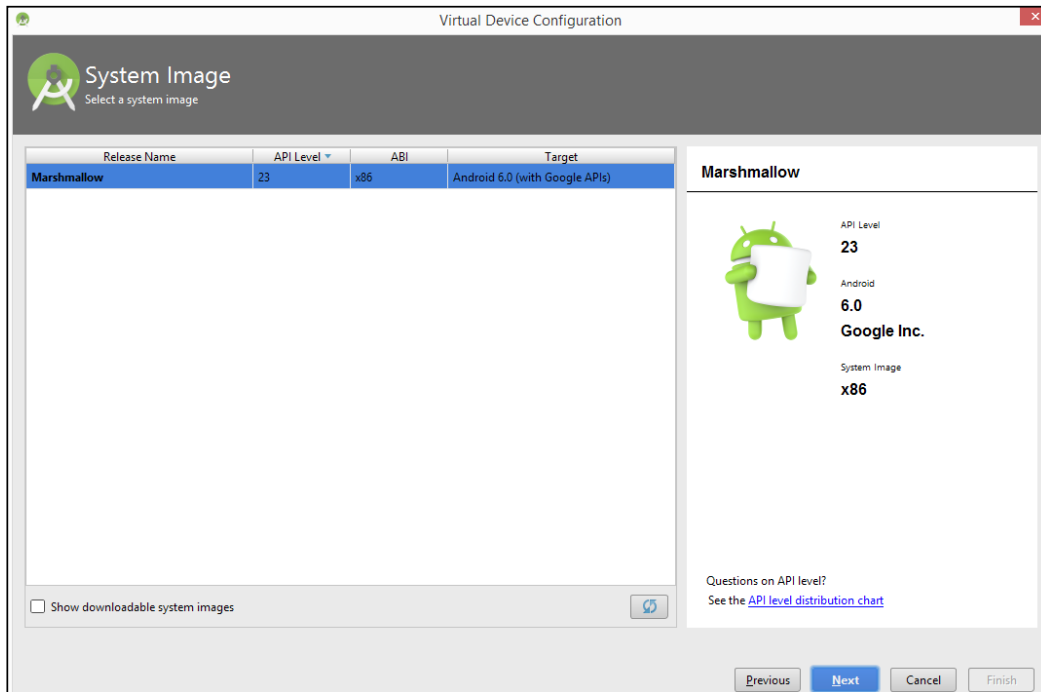 Virtual Device Configuration
System Image
Select a system image
Release Name API Level ABI Target
Marshmallow 23 x86 Android 6.0 (with Google APIs)
Show downloadable system images
Marshmallow
API Level
23
Android
6.0
Google Inc.
System Image
x86
Questions on API level?
See the API level distribution chart
Previous Next Cancel Finish